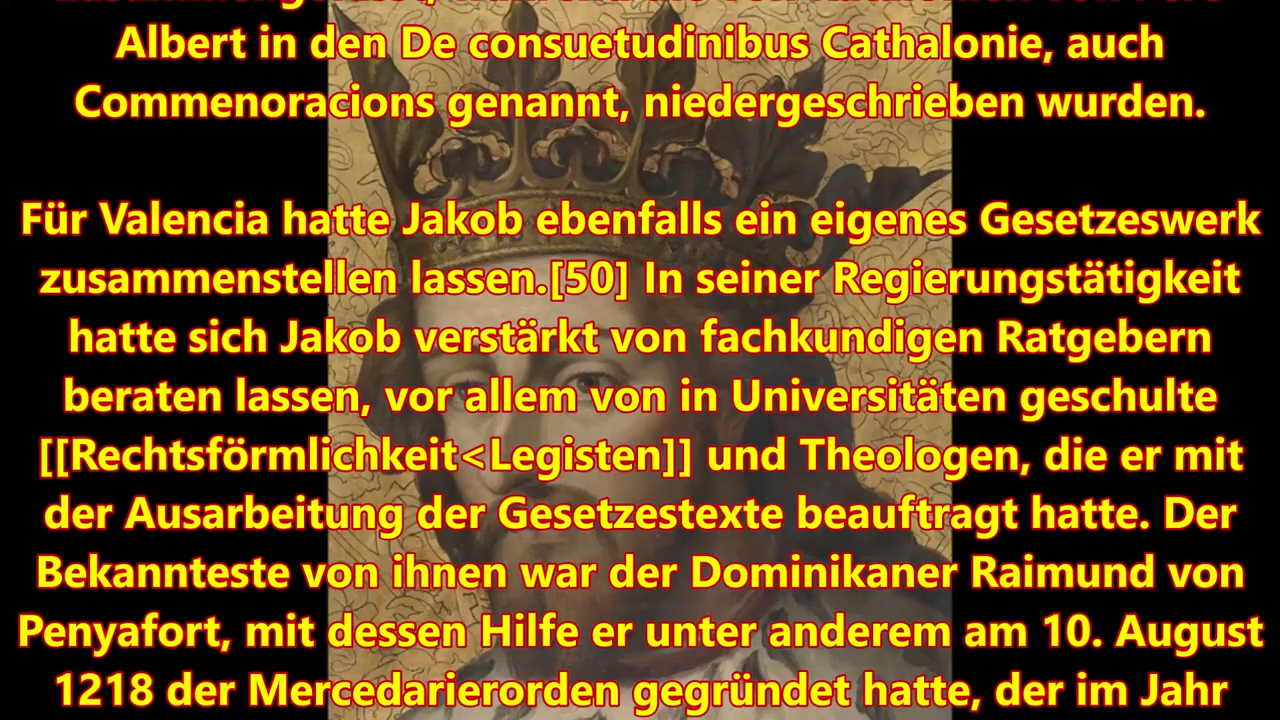 Albert in den De consuetudinibus Cathalonie, auch
Commenoracions genannt, niedergeschrieben wurden.
Für Valencia hatte Jakob ebenfalls ein eigenes Gesetzeswerk
zusammenstellen lassen.[50] In seiner Regierungstätigkeit
hatte sich Jakob verstärkt von fachkundigen Ratgebern
beraten lassen, vor allem von in Universitäten geschulte
[[Rechtsförmlichkeit<Legisten]] und Theologen, die er mit
der Ausarbeitung der Gesetzestexte beauftragt hatte. Der
Bekannteste von ihnen war der Dominikaner Raimund von
Penyafort, mit dessen Hilfe er unter anderem am 10. August
1218 der Mercedarierorden gegründet hatte, der im Jahr